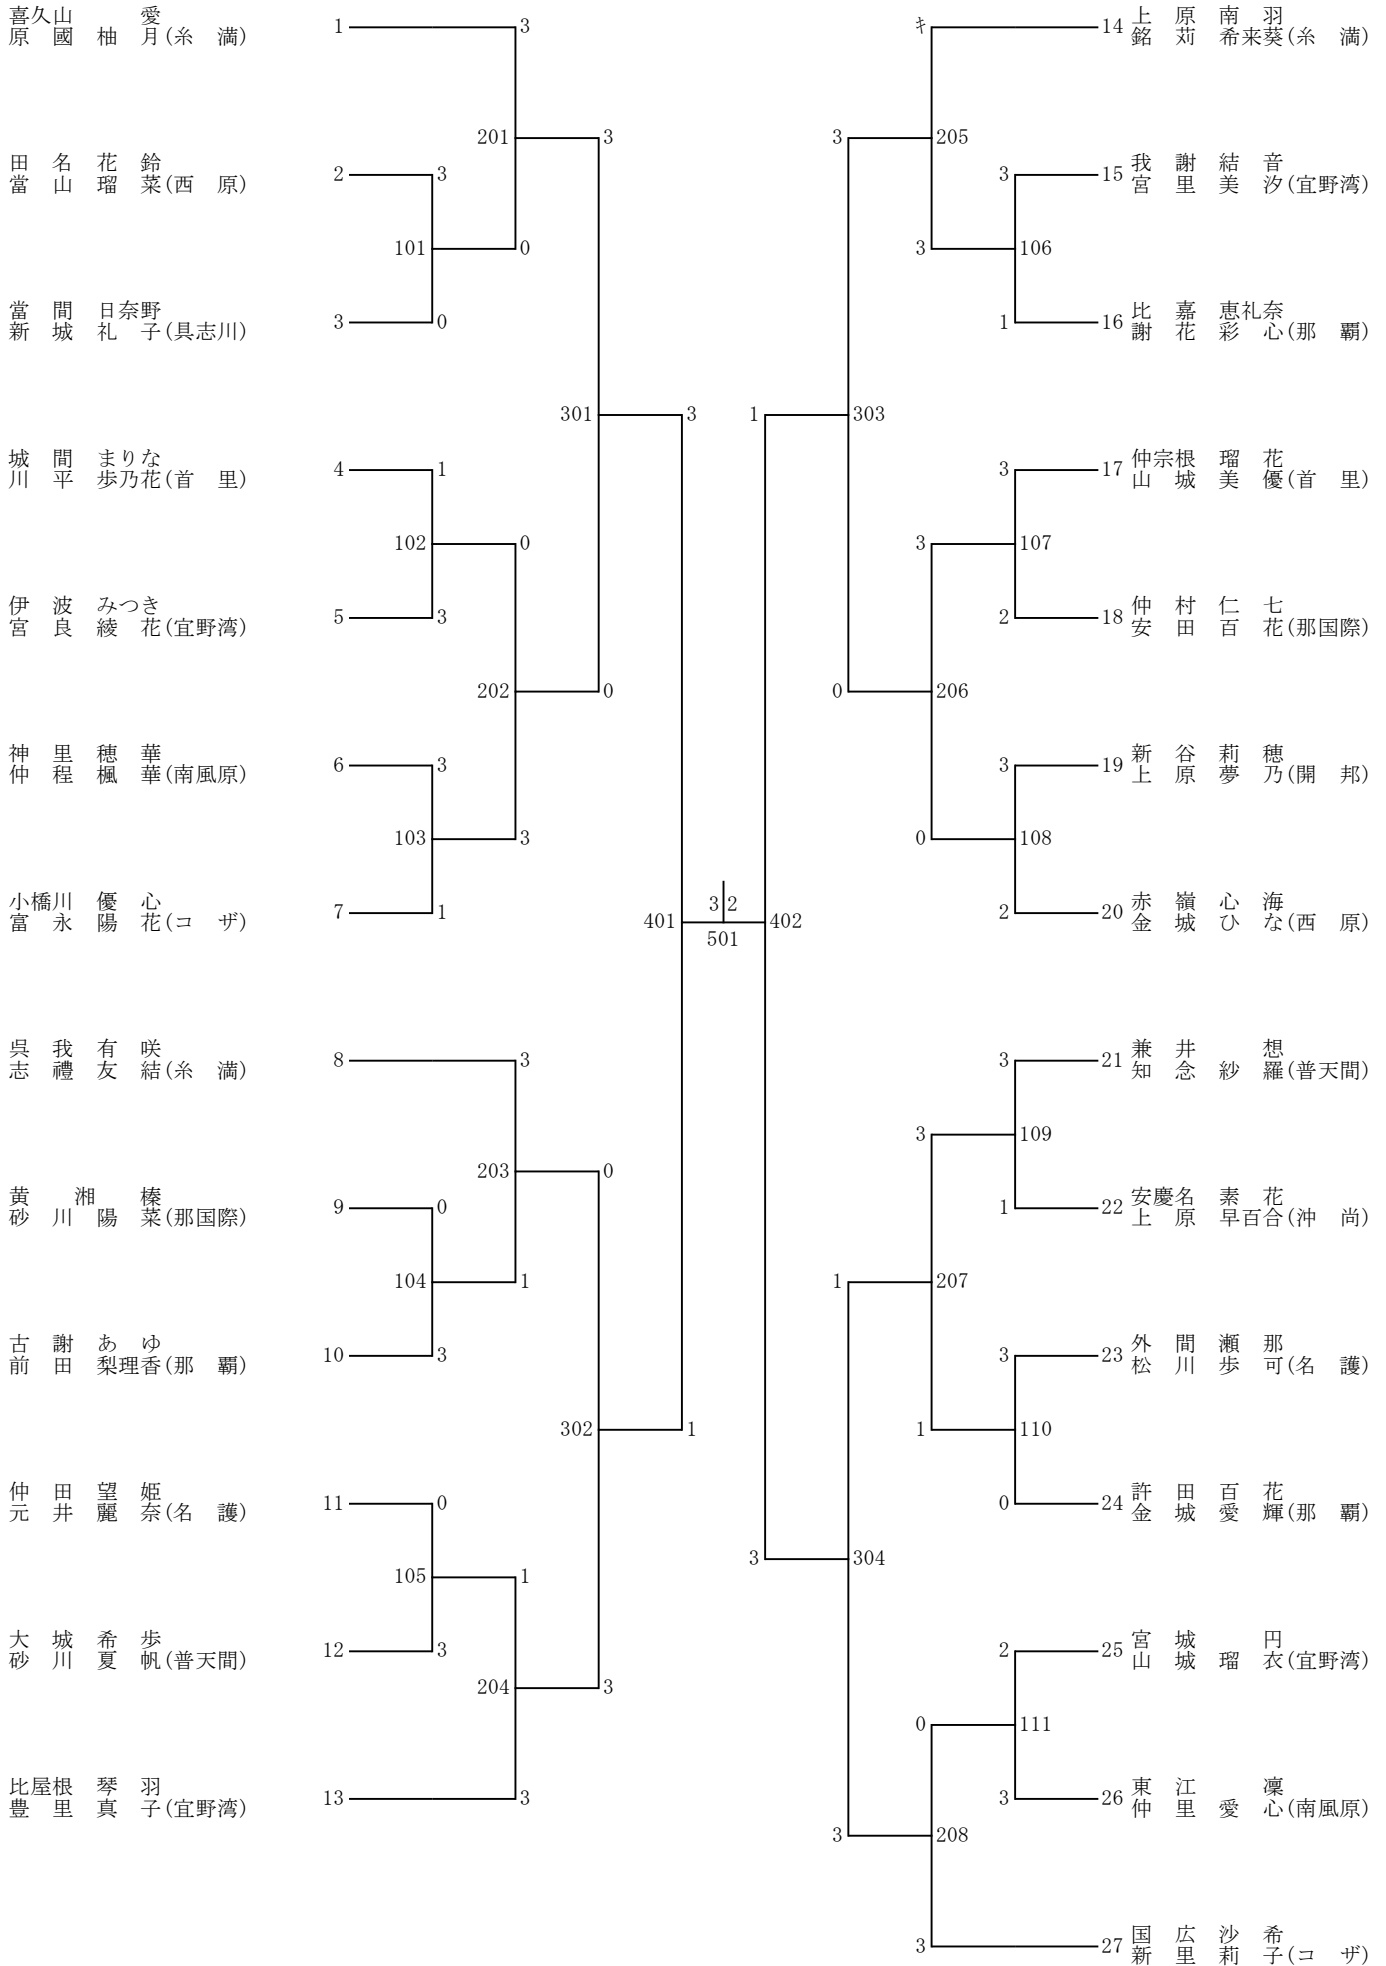 喜久山　　　愛
原　國　柚　月(糸　満)
1
3
201
3
田　名　花　鈴
當　山　瑠　菜(西　原)
2
3
101
0
當　間　日奈野
新　城　礼　子(具志川)
3
0
301
3
城　間　まりな
川　平　歩乃花(首　里)
4
1
102
0
伊　波　みつき
宮　良　綾　花(宜野湾)
5
3
202
0
神　里　穂　華
仲　程　楓　華(南風原)
6
3
103
3
小橋川　優　心
富　永　陽　花(コ　ザ)
7
1
401
呉　我　有　咲
志　禮　友　結(糸　満)
8
3
203
0
黄　　湘　　榛
砂　川　陽　菜(那国際)
9
0
104
1
古　謝　あ　ゆ
前　田　梨理香(那　覇)
10
3
302
1
仲　田　望　姫
元　井　麗　奈(名　護)
11
0
105
1
大　城　希　歩
砂　川　夏　帆(普天間)
12
3
204
3
比屋根　琴　羽
豊　里　真　子(宜野湾)
13
3
3 2
501
キ
14
上　原　南　羽
銘　苅　希来葵(糸　満)
3
205
3
15
我　謝　結　音
宮　里　美　汐(宜野湾)
3
106
1
16
比　嘉　恵礼奈
謝　花　彩　心(那　覇)
1
303
3
17
仲宗根　瑠　花
山　城　美　優(首　里)
3
107
2
18
仲　村　仁　七
安　田　百　花(那国際)
0
206
3
19
新　谷　莉　穂
上　原　夢　乃(開　邦)
0
108
2
20
赤　嶺　心　海
金　城　ひ　な(西　原)
402
3
21
兼　井　　　想
知　念　紗　羅(普天間)
3
109
1
22
安慶名　素　花
上　原　早百合(沖　尚)
1
207
3
23
外　間　瀬　那
松　川　歩　可(名　護)
1
110
0
24
許　田　百　花
金　城　愛　輝(那　覇)
3
304
2
25
宮　城　　　円
山　城　瑠　衣(宜野湾)
0
111
3
26
東　江　　　凜
仲　里　愛　心(南風原)
3
208
3
27
国　広　沙　希
新　里　莉　子(コ　ザ)